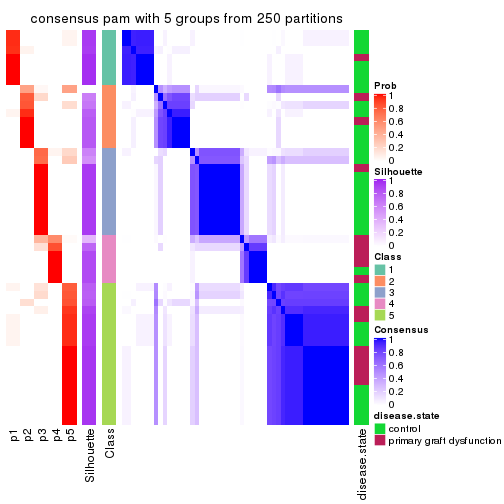 consensus pam with 5 groups from 250 partitions
Prob
1
0.8
0.6
0.4
0.2
0
Silhouette
1
0.8
0.6
0.4
0.2
0
Class
1
2
3
4
5
Consensus
1
0.8
0.6
0.4
0.2
0
disease.state
control
primary graft dysfunction
p1
p2
p3
p4
p5
Silhouette
Class
disease.state